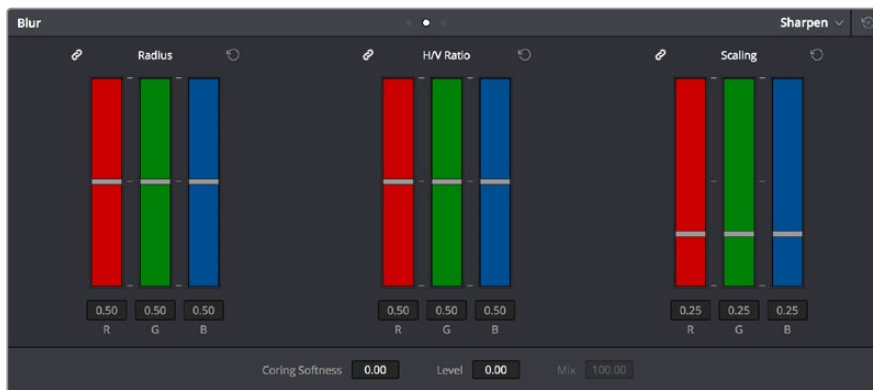 Blur Sharpen
Radius H/V Ratio Scaling
0.50 0.50 0.50 0.50 0.50 0.50 0.25 0.25 0.25
R G B R G B R G B
Coring Softness 0.00 Level 0.00 Mix 100.00